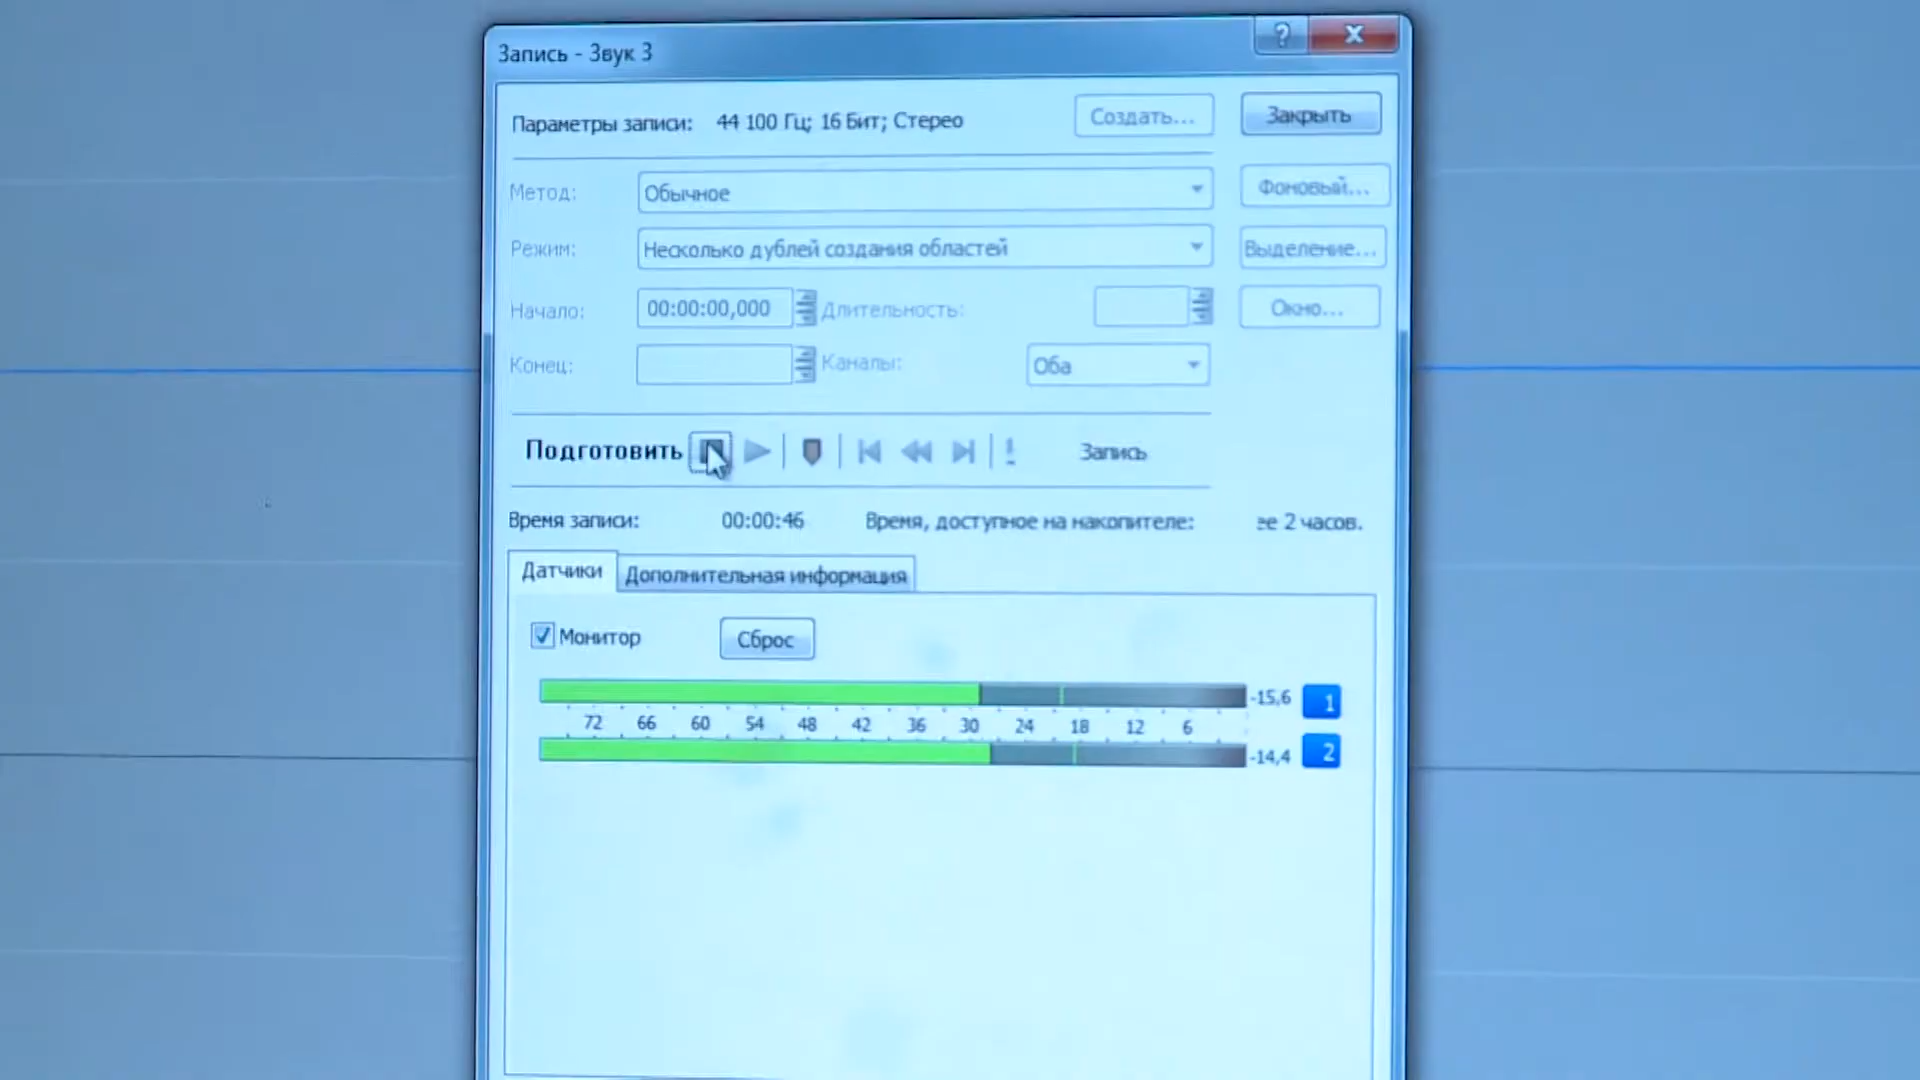 Запись - Звук 3
?
Параметры записи: 44 100 Гц; 16 Бит; Стерео Создать... Закрыть
Метод: Обычное Фоновый...
Режим: Несколько дублей создания областей Выделение...
Начало: 00:00:00,000 Длительность: Окно...
Конец: Каналы: Оба
Подготовить Запись
Время записи: 00:00:46 Время, доступное на накопителе: ее 2 часов.
Датчики Дополнительная информация
Монитор Сброс
-15,6 1
72 66 60 54 48 42 36 30 24 18 12 6
-14,4 2